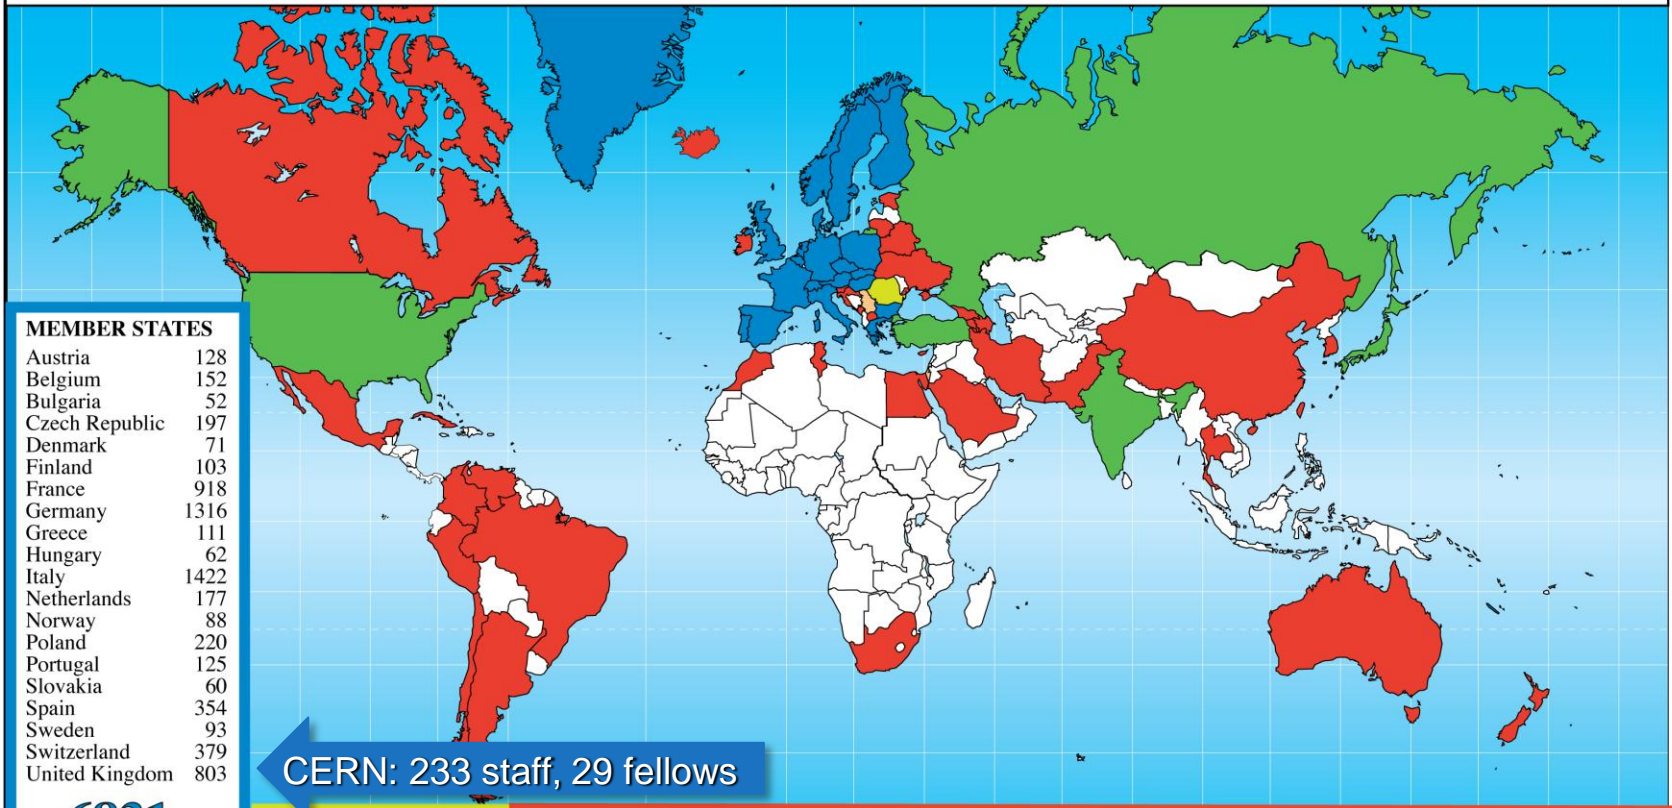 MEMBER STATES
Austria 128
Belgium 152
Bulgaria 52
Czech Republic 197
Denmark 71
Finland 103
France 918
Germany 1316
Greece 111
Hungary 62
Italy 1422
Netherlands 177
Norway 88
Poland 220
Portugal 125
Slovakia 60
Spain 354
Sweden 93
Switzerland 379
United Kingdom 803
CERN: 233 staff, 29 fellows